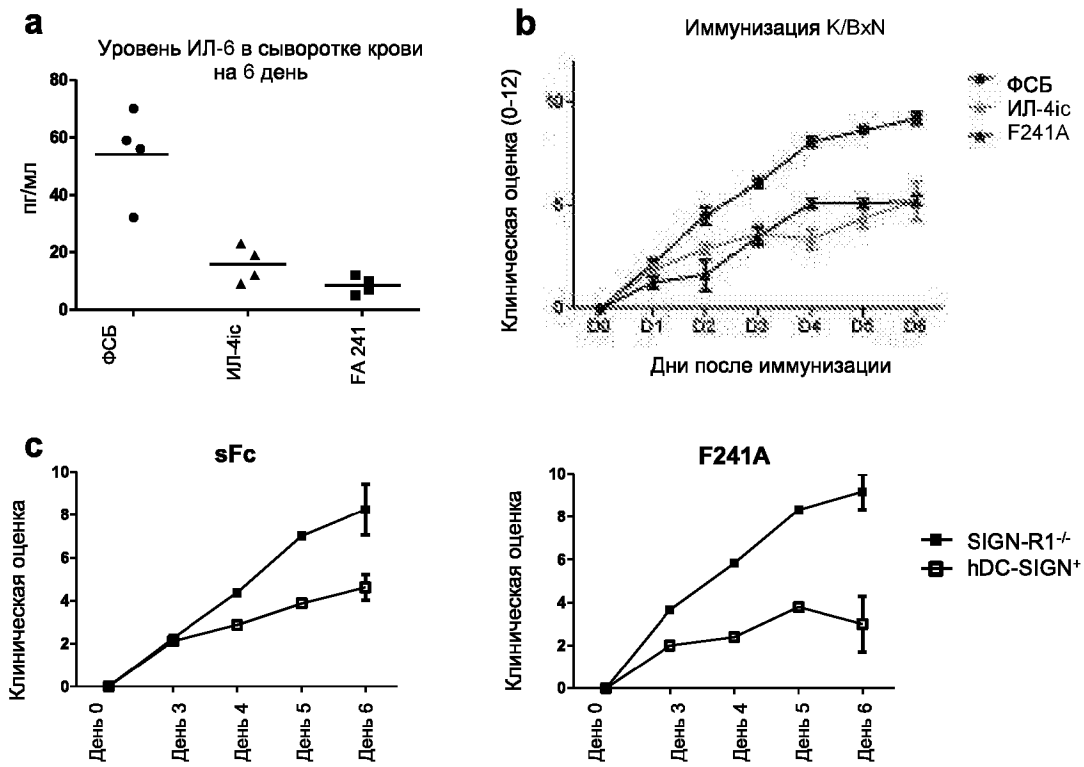 a
Уровень ИЛ-6 в сыворотке крови
на 6 день
80
60
40
20
0
пг/мл
ФСБ
ИЛ-4ic
FA 241
b
Иммунизация K/BxN
Клиническая оценка (0-12)
10
5
0
D0 D1 D2 D3 D4 D5 D6
Дни после иммунизации
ФСБ
ИЛ-4ic
F241A
c
sFc
Клиническая оценка
10
8
6
4
2
0
День 0
День 3
День 4
День 5
День 6
F241A
Клиническая оценка
10
8
6
4
2
0
День 0
День 3
День 4
День 5
День 6
SIGN-R1-/-
hDC-SIGN+